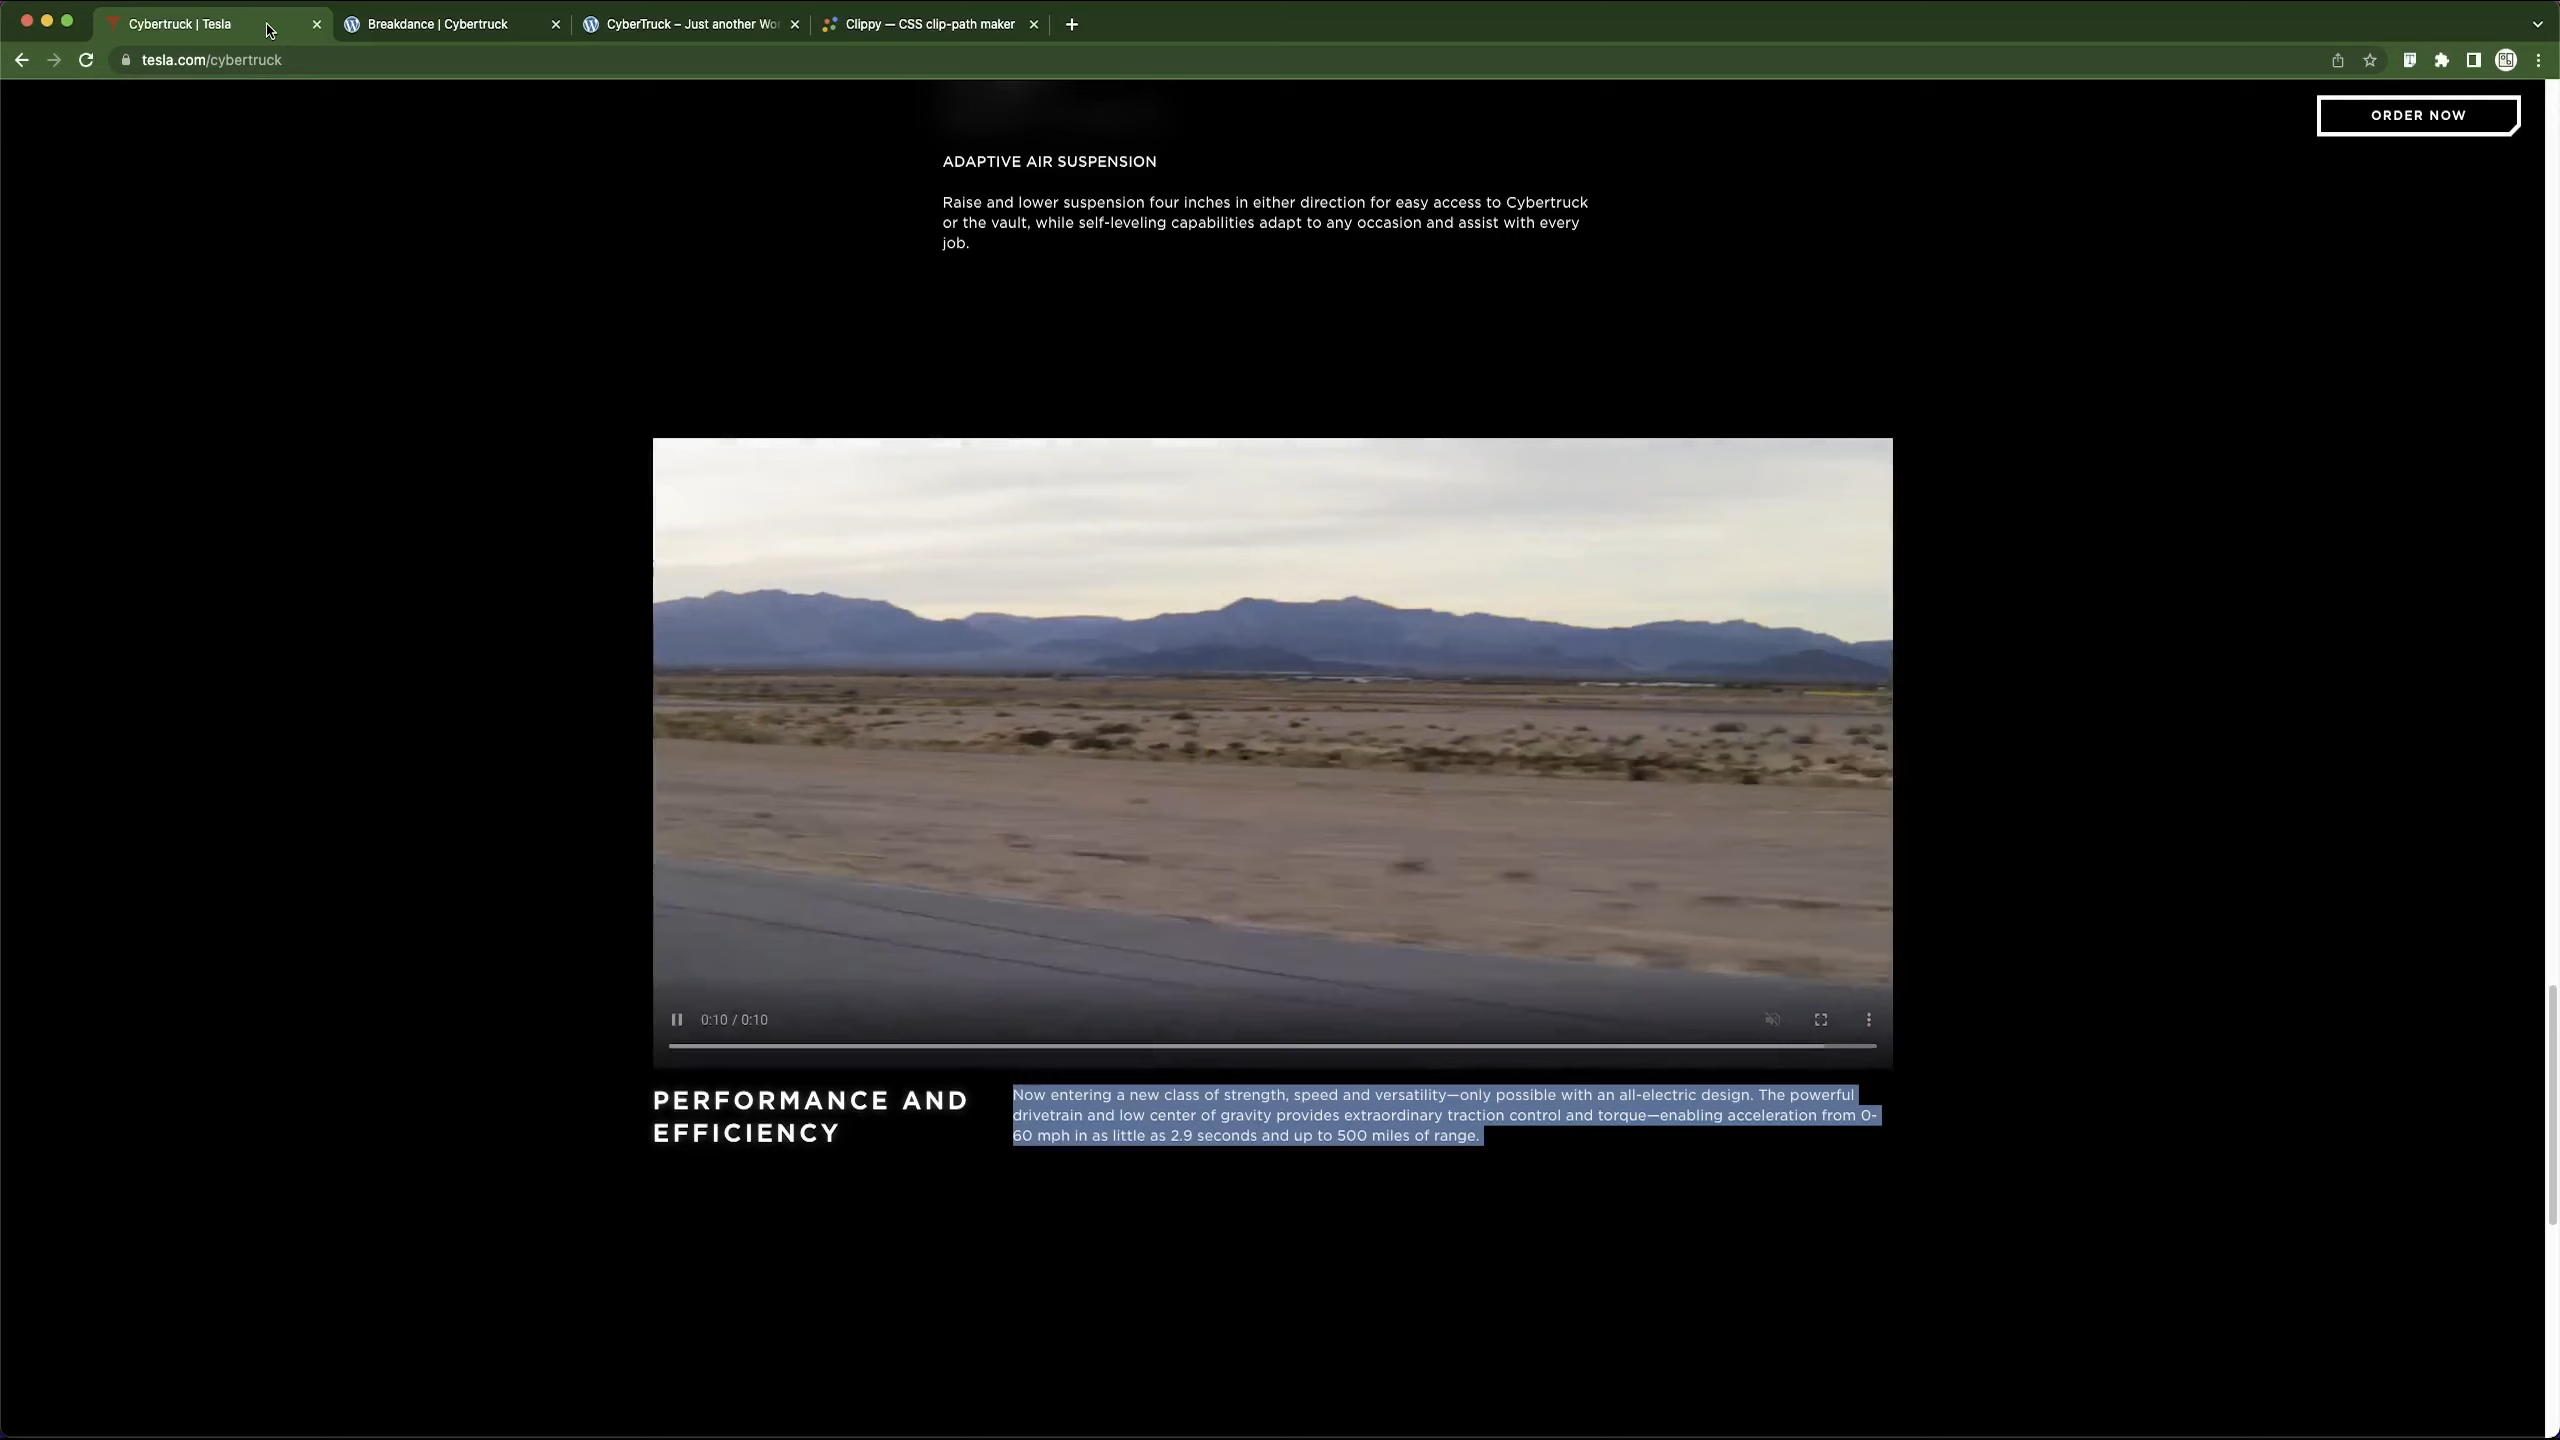 Cybertruck | Tesla
Breakdance | Cybertruck
CyberTruck – Just another Wo
Clippy — CSS clip-path maker
tesla.com/cybertruck
ORDER NOW
ADAPTIVE AIR SUSPENSION
Raise and lower suspension four inches in either direction for easy access to Cybertruck
or the vault, while self-leveling capabilities adapt to any occasion and assist with every
job.
0:10 / 0:10
PERFORMANCE AND
EFFICIENCY
Now entering a new class of strength, speed and versatility—only possible with an all-electric design. The powerful
drivetrain and low center of gravity provides extraordinary traction control and torque—enabling acceleration from 0-
60 mph in as little as 2.9 seconds and up to 500 miles of range.